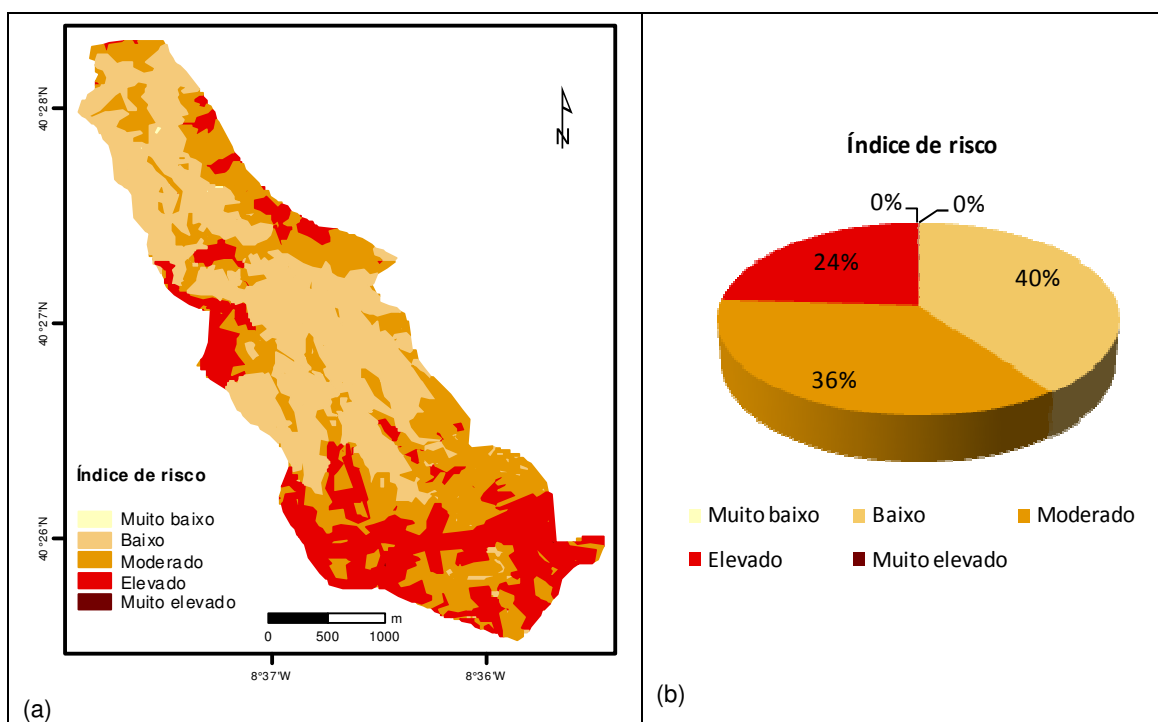 40 °28'N
40 °27'N
40 °26'N
N
Índice de risco
Muito baixo
Baixo
Moderado
Elevado
Muito elevado
m
0 500 1000
8°37'W 8°36'W
(a)
Índice de risco
0% 0%
24%
40%
36%
Muito baixo Baixo Moderado
Elevado Muito elevado
(b)